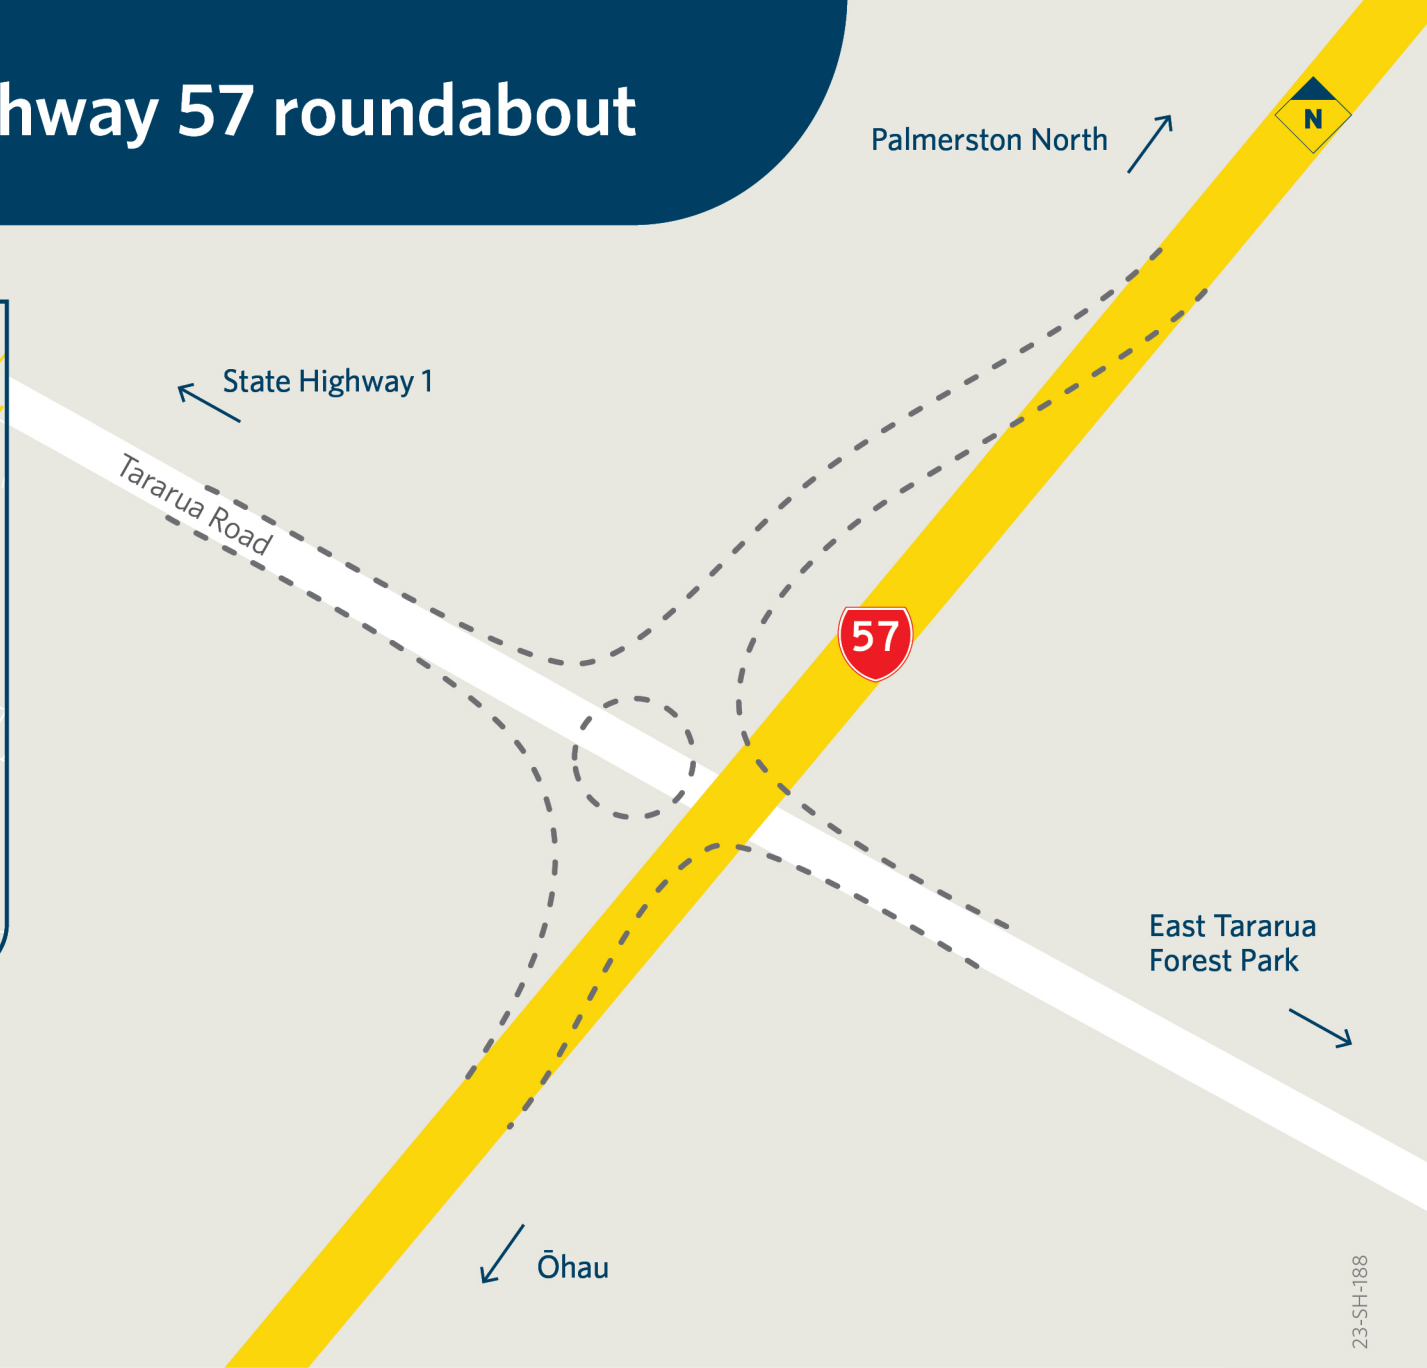 hway 57 roundabout
Palmerston North
N
State Highway 1
Tararua Road
57
East Tararua
Forest Park
Ōhau
23-SH-188